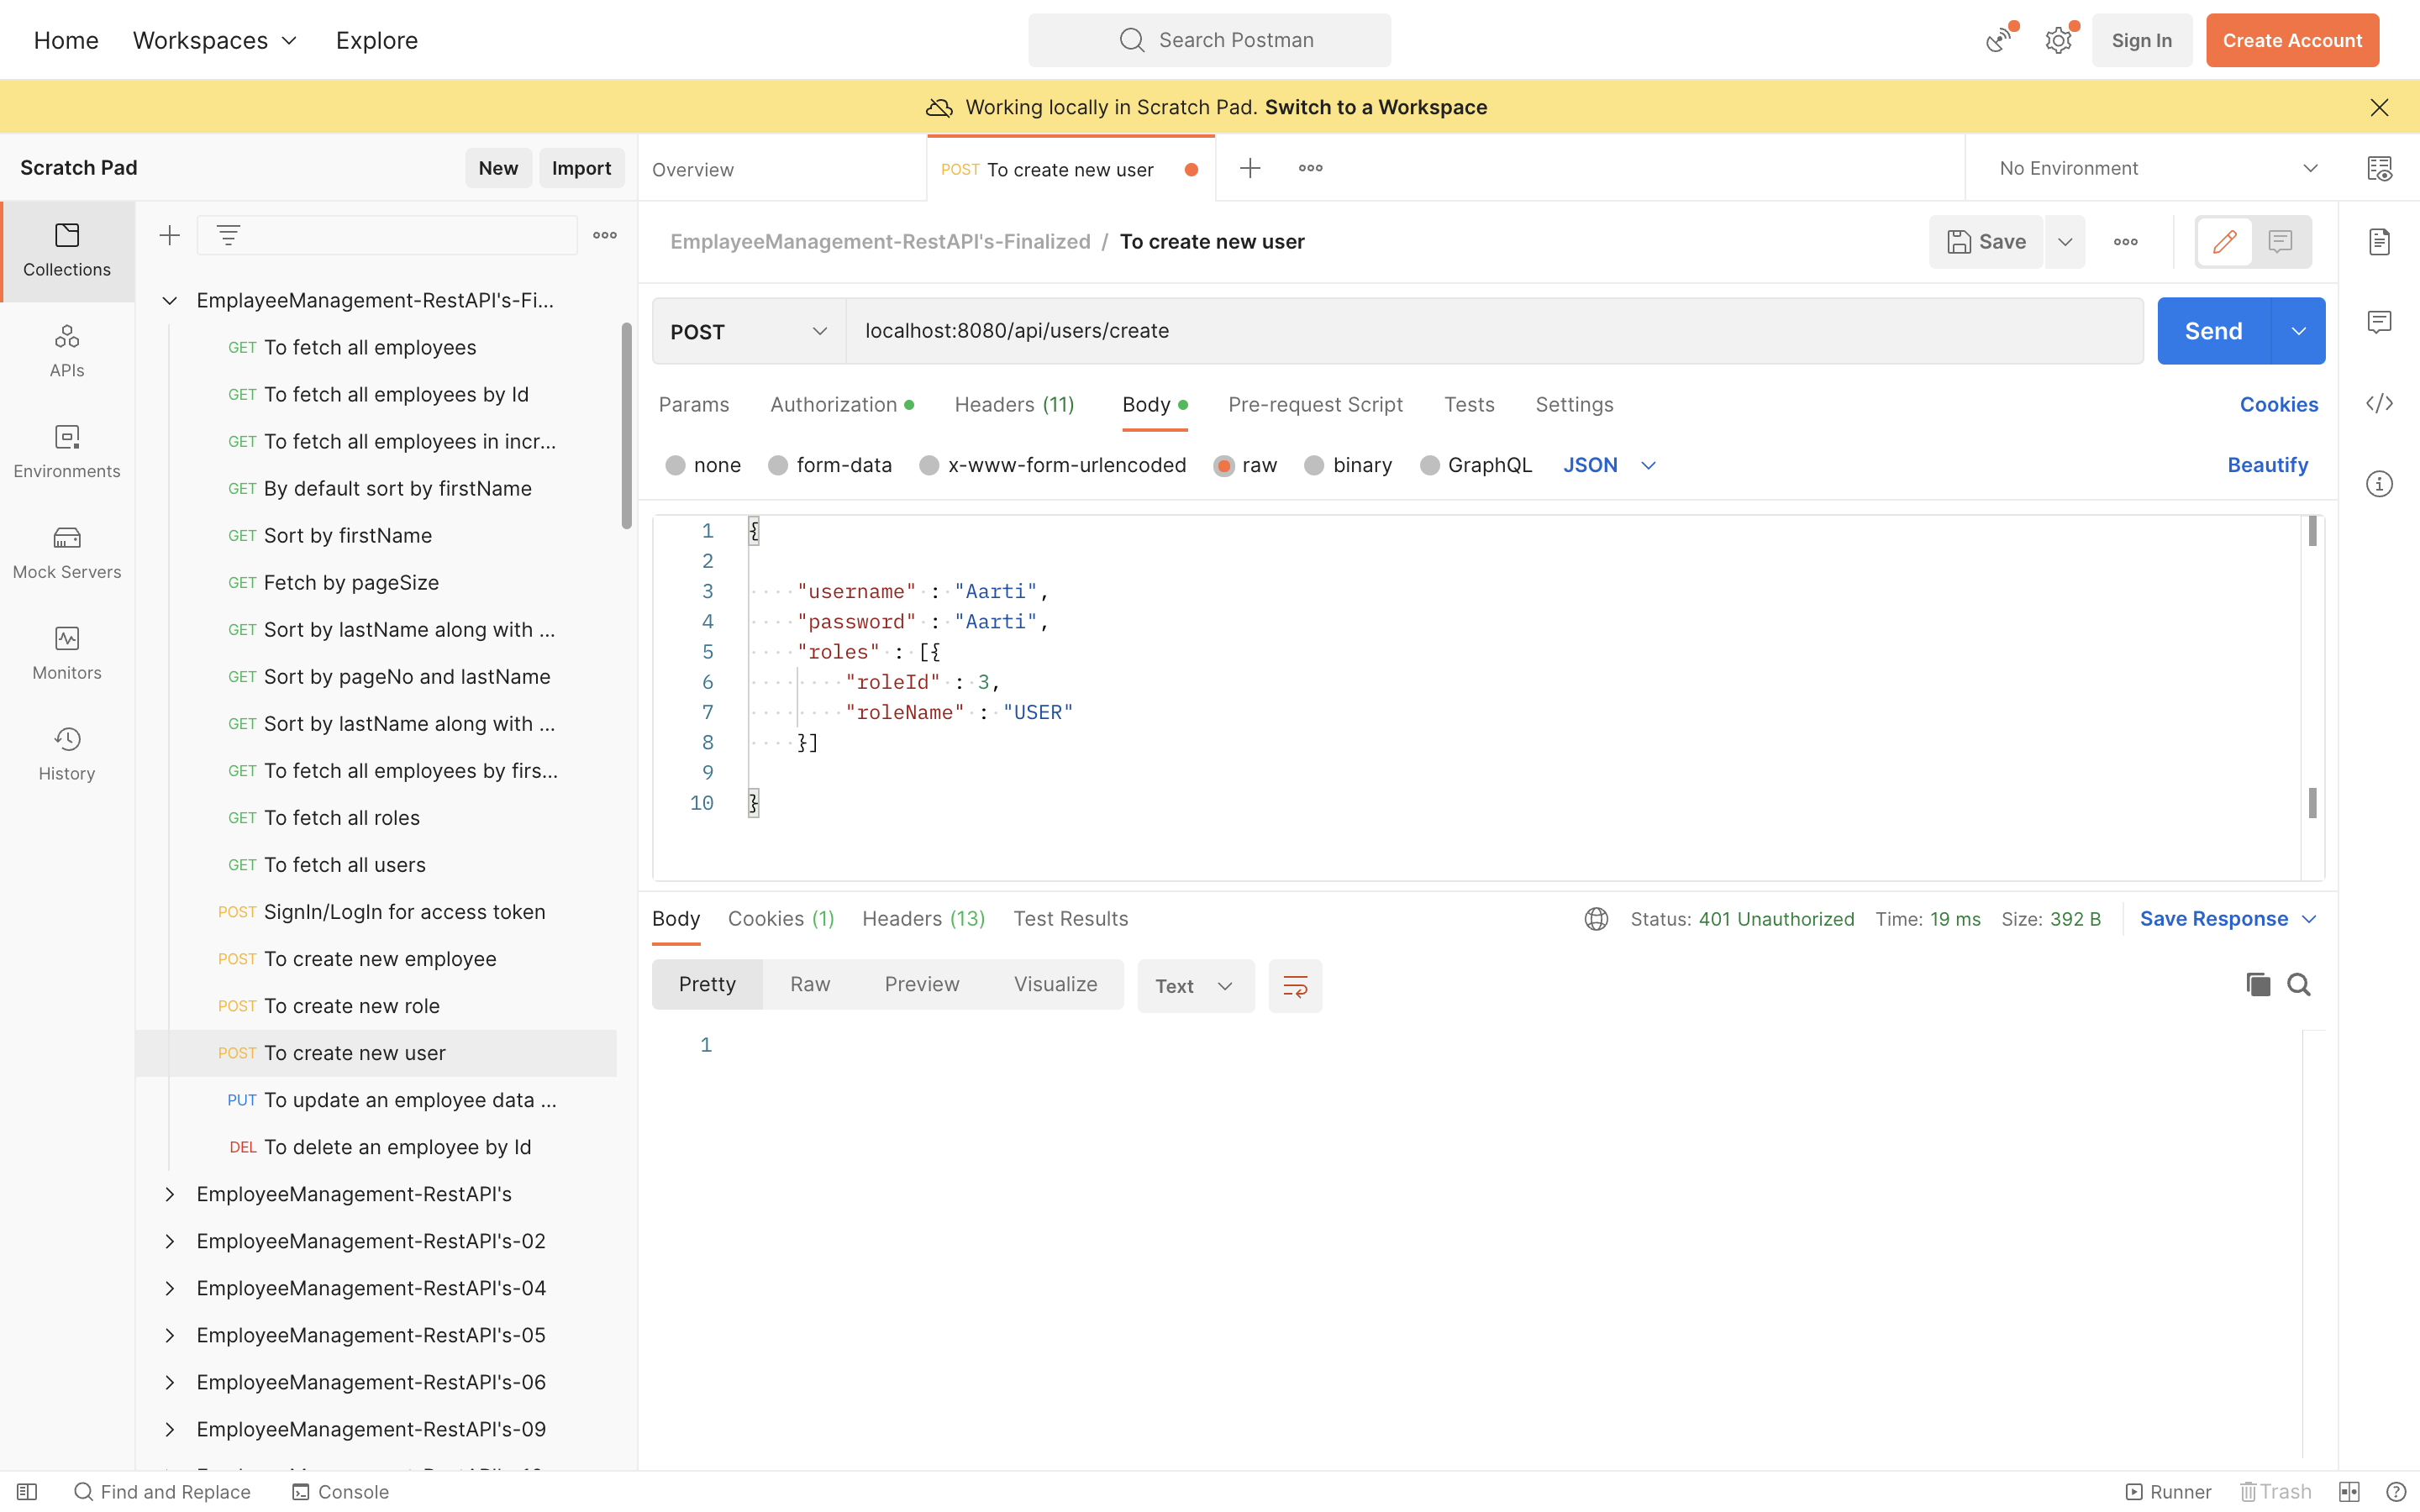 Home Workspaces Explore Search Postman Sign In Create Account
Working locally in Scratch Pad. Switch to a Workspace
Scratch Pad New Import Overview POST To create new user No Environment
Collections
APIs
Environments
Mock Servers
Monitors
History
EmplayeeManagement-RestAPI's-Fi...
GET To fetch all employees
GET To fetch all employees by Id
GET To fetch all employees in incr...
GET By default sort by firstName
GET Sort by firstName
GET Fetch by pageSize
GET Sort by lastName along with ...
GET Sort by pageNo and lastName
GET Sort by lastName along with ...
GET To fetch all employees by firs...
GET To fetch all roles
GET To fetch all users
POST SignIn/LogIn for access token
POST To create new employee
POST To create new role
POST To create new user
PUT To update an employee data ...
DEL To delete an employee by Id
EmployeeManagement-RestAPI's
EmployeeManagement-RestAPI's-02
EmployeeManagement-RestAPI's-04
EmployeeManagement-RestAPI's-05
EmployeeManagement-RestAPI's-06
EmployeeManagement-RestAPI's-09
EmplayeeManagement-RestAPI's-Finalized / To create new user Save
POST localhost:8080/api/users/create Send
Params Authorization Headers (11) Body Pre-request Script Tests Settings Cookies
none form-data x-www-form-urlencoded raw binary GraphQL JSON Beautify
1 {
2
3 "username" : "Aarti",
4 "password" : "Aarti",
5 "roles" : [{
6 "roleId" : 3,
7 "roleName" : "USER"
8 }]
9
10 }
Body Cookies (1) Headers (13) Test Results Status: 401 Unauthorized Time: 19 ms Size: 392 B Save Response
Pretty Raw Preview Visualize Text
1
Find and Replace Console Runner Trash